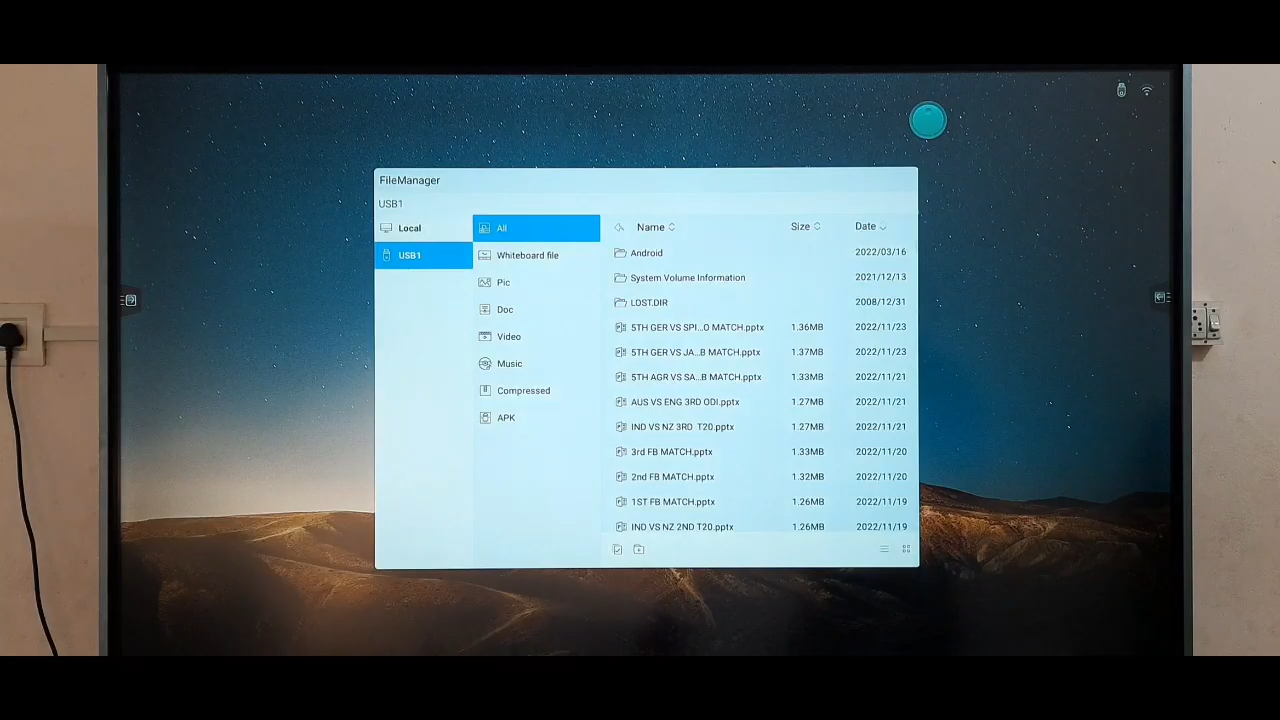 FileManager
USB1
Local
USB1
All
Whiteboard file
Pic
Doc
Video
Music
Compressed
APK
Name Size Date
Android 2022/03/16
System Volume Information 2021/12/13
LOST.DIR 2008/12/31
5TH GER VS SPI...O MATCH.pptx 1.36MB 2022/11/23
5TH GER VS JA...B MATCH.pptx 1.37MB 2022/11/23
5TH AGR VS SA...B MATCH.pptx 1.33MB 2022/11/21
AUS VS ENG 3RD ODI.pptx 1.27MB 2022/11/21
IND VS NZ 3RD T20.pptx 1.27MB 2022/11/21
3rd FB MATCH.pptx 1.33MB 2022/11/20
2nd FB MATCH.pptx 1.32MB 2022/11/20
1ST FB MATCH.pptx 1.26MB 2022/11/19
IND VS NZ 2ND T20.pptx 1.26MB 2022/11/19